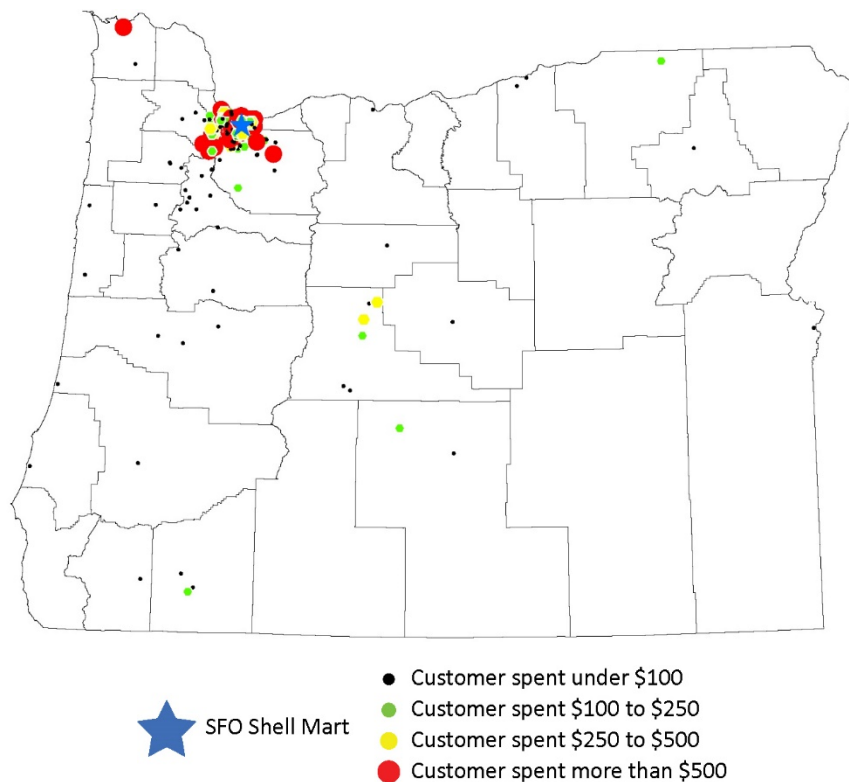 SFO Shell Mart
Customer spent under $100
Customer spent $100 to $250
Customer spent $250 to $500
Customer spent more than $500